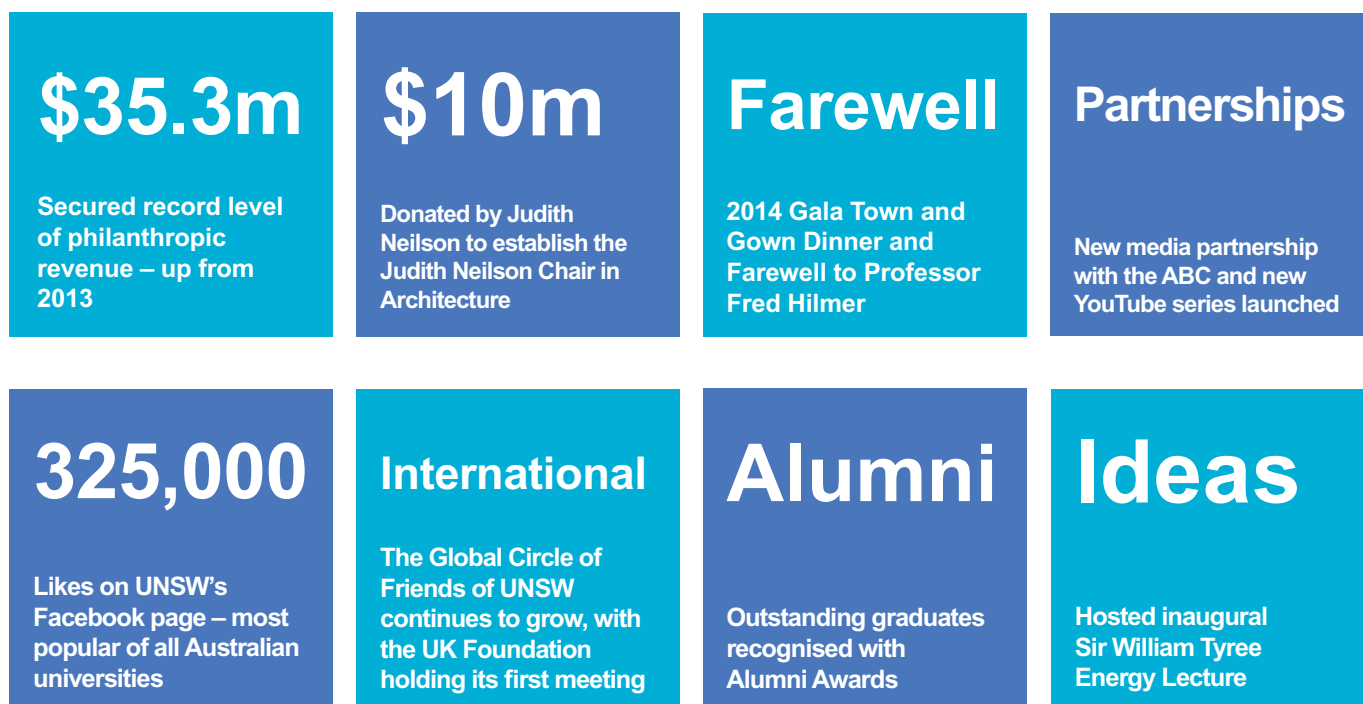 $35.3m
Secured record level
of philanthropic
revenue – up from
2013
$10m
Donated by Judith
Neilson to establish the
Judith Neilson Chair in
Architecture
Farewell
2014 Gala Town and
Gown Dinner and
Farewell to Professor
Fred Hilmer
Partnerships
New media partnership
with the ABC and new
YouTube series launched
325,000
Likes on UNSW’s
Facebook page – most
popular of all Australian
universities
International
The Global Circle of
Friends of UNSW
continues to grow, with
the UK Foundation
holding its first meeting
Alumni
Outstanding graduates
recognised with
Alumni Awards
Ideas
Hosted inaugural
Sir William Tyree
Energy Lecture